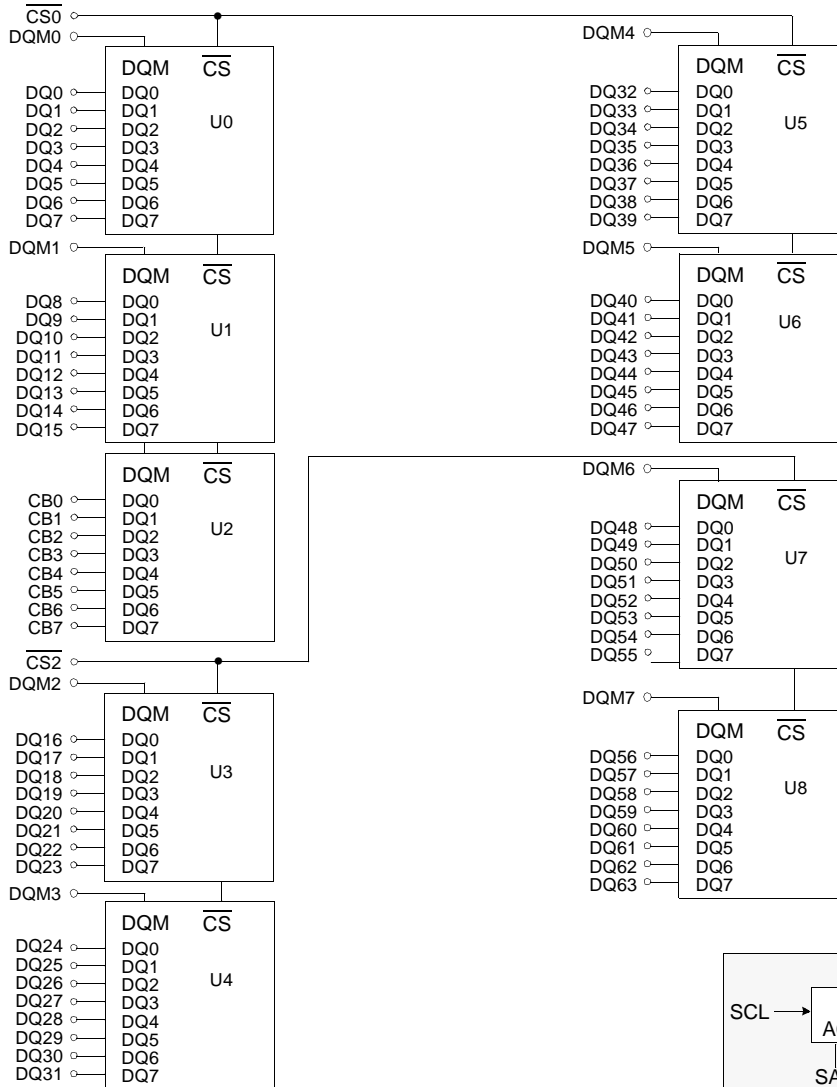 CS0
DQM0
DQM CS
DQ0 DQ0
DQ1 DQ1
DQ2 DQ2
DQ3 DQ3
DQ4 DQ4
DQ5 DQ5
DQ6 DQ6
DQ7 DQ7
U0
DQM1
DQM CS
DQ8 DQ0
DQ9 DQ1
DQ10 DQ2
DQ11 DQ3
DQ12 DQ4
DQ13 DQ5
DQ14 DQ6
DQ15 DQ7
U1
DQM CS
CB0 DQ0
CB1 DQ1
CB2 DQ2
CB3 DQ3
CB4 DQ4
CB5 DQ5
CB6 DQ6
CB7 DQ7
U2
CS2
DQM2
DQM CS
DQ16 DQ0
DQ17 DQ1
DQ18 DQ2
DQ19 DQ3
DQ20 DQ4
DQ21 DQ5
DQ22 DQ6
DQ23 DQ7
U3
DQM3
DQM CS
DQ24 DQ0
DQ25 DQ1
DQ26 DQ2
DQ27 DQ3
DQ28 DQ4
DQ29 DQ5
DQ30 DQ6
DQ31 DQ7
U4
DQM4
DQM CS
DQ32 DQ0
DQ33 DQ1
DQ34 DQ2
DQ35 DQ3
DQ36 DQ4
DQ37 DQ5
DQ38 DQ6
DQ39 DQ7
U5
DQM5
DQM CS
DQ40 DQ0
DQ41 DQ1
DQ42 DQ2
DQ43 DQ3
DQ44 DQ4
DQ45 DQ5
DQ46 DQ6
DQ47 DQ7
U6
DQM6
DQM CS
DQ48 DQ0
DQ49 DQ1
DQ50 DQ2
DQ51 DQ3
DQ52 DQ4
DQ53 DQ5
DQ54 DQ6
DQ55 DQ7
U7
DQM7
DQM CS
DQ56 DQ0
DQ57 DQ1
DQ58 DQ2
DQ59 DQ3
DQ60 DQ4
DQ61 DQ5
DQ62 DQ6
DQ63 DQ7
U8
SCL